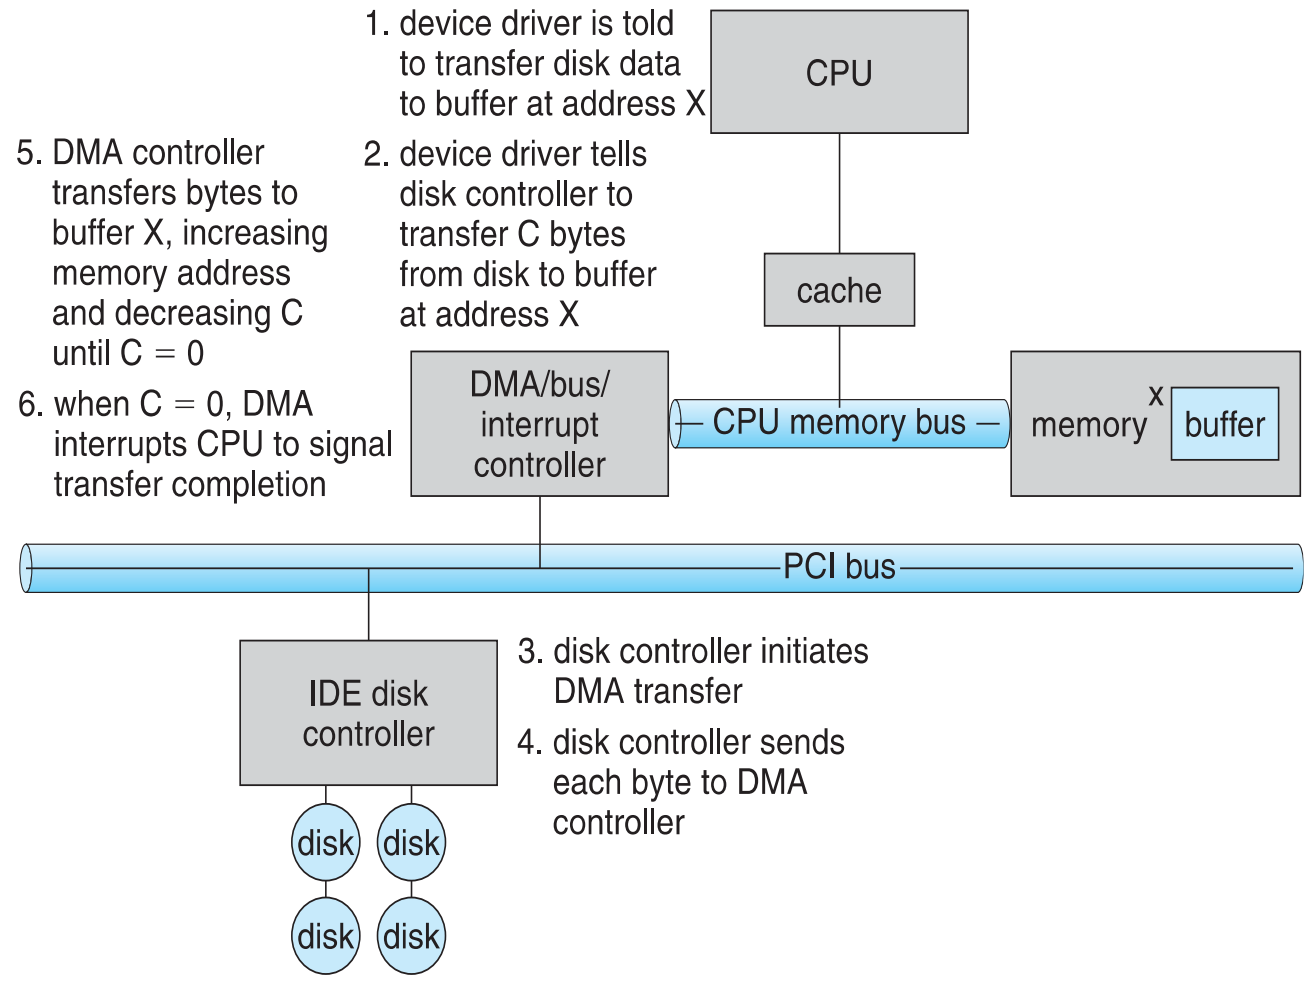 1. device driver is told
to transfer disk data
to buffer at address X
CPU
5. DMA controller
transfers bytes to
buffer X, increasing
memory address
and decreasing C
until C = 0
2. device driver tells
disk controller to
transfer C bytes
from disk to buffer
at address X
cache
6. when C = 0, DMA
interrupts CPU to signal
transfer completion
DMA/bus/
interrupt
controller
CPU memory bus
memory
x
buffer
PCI bus
IDE disk
controller
3. disk controller initiates
DMA transfer
4. disk controller sends
each byte to DMA
controller
disk
disk
disk
disk